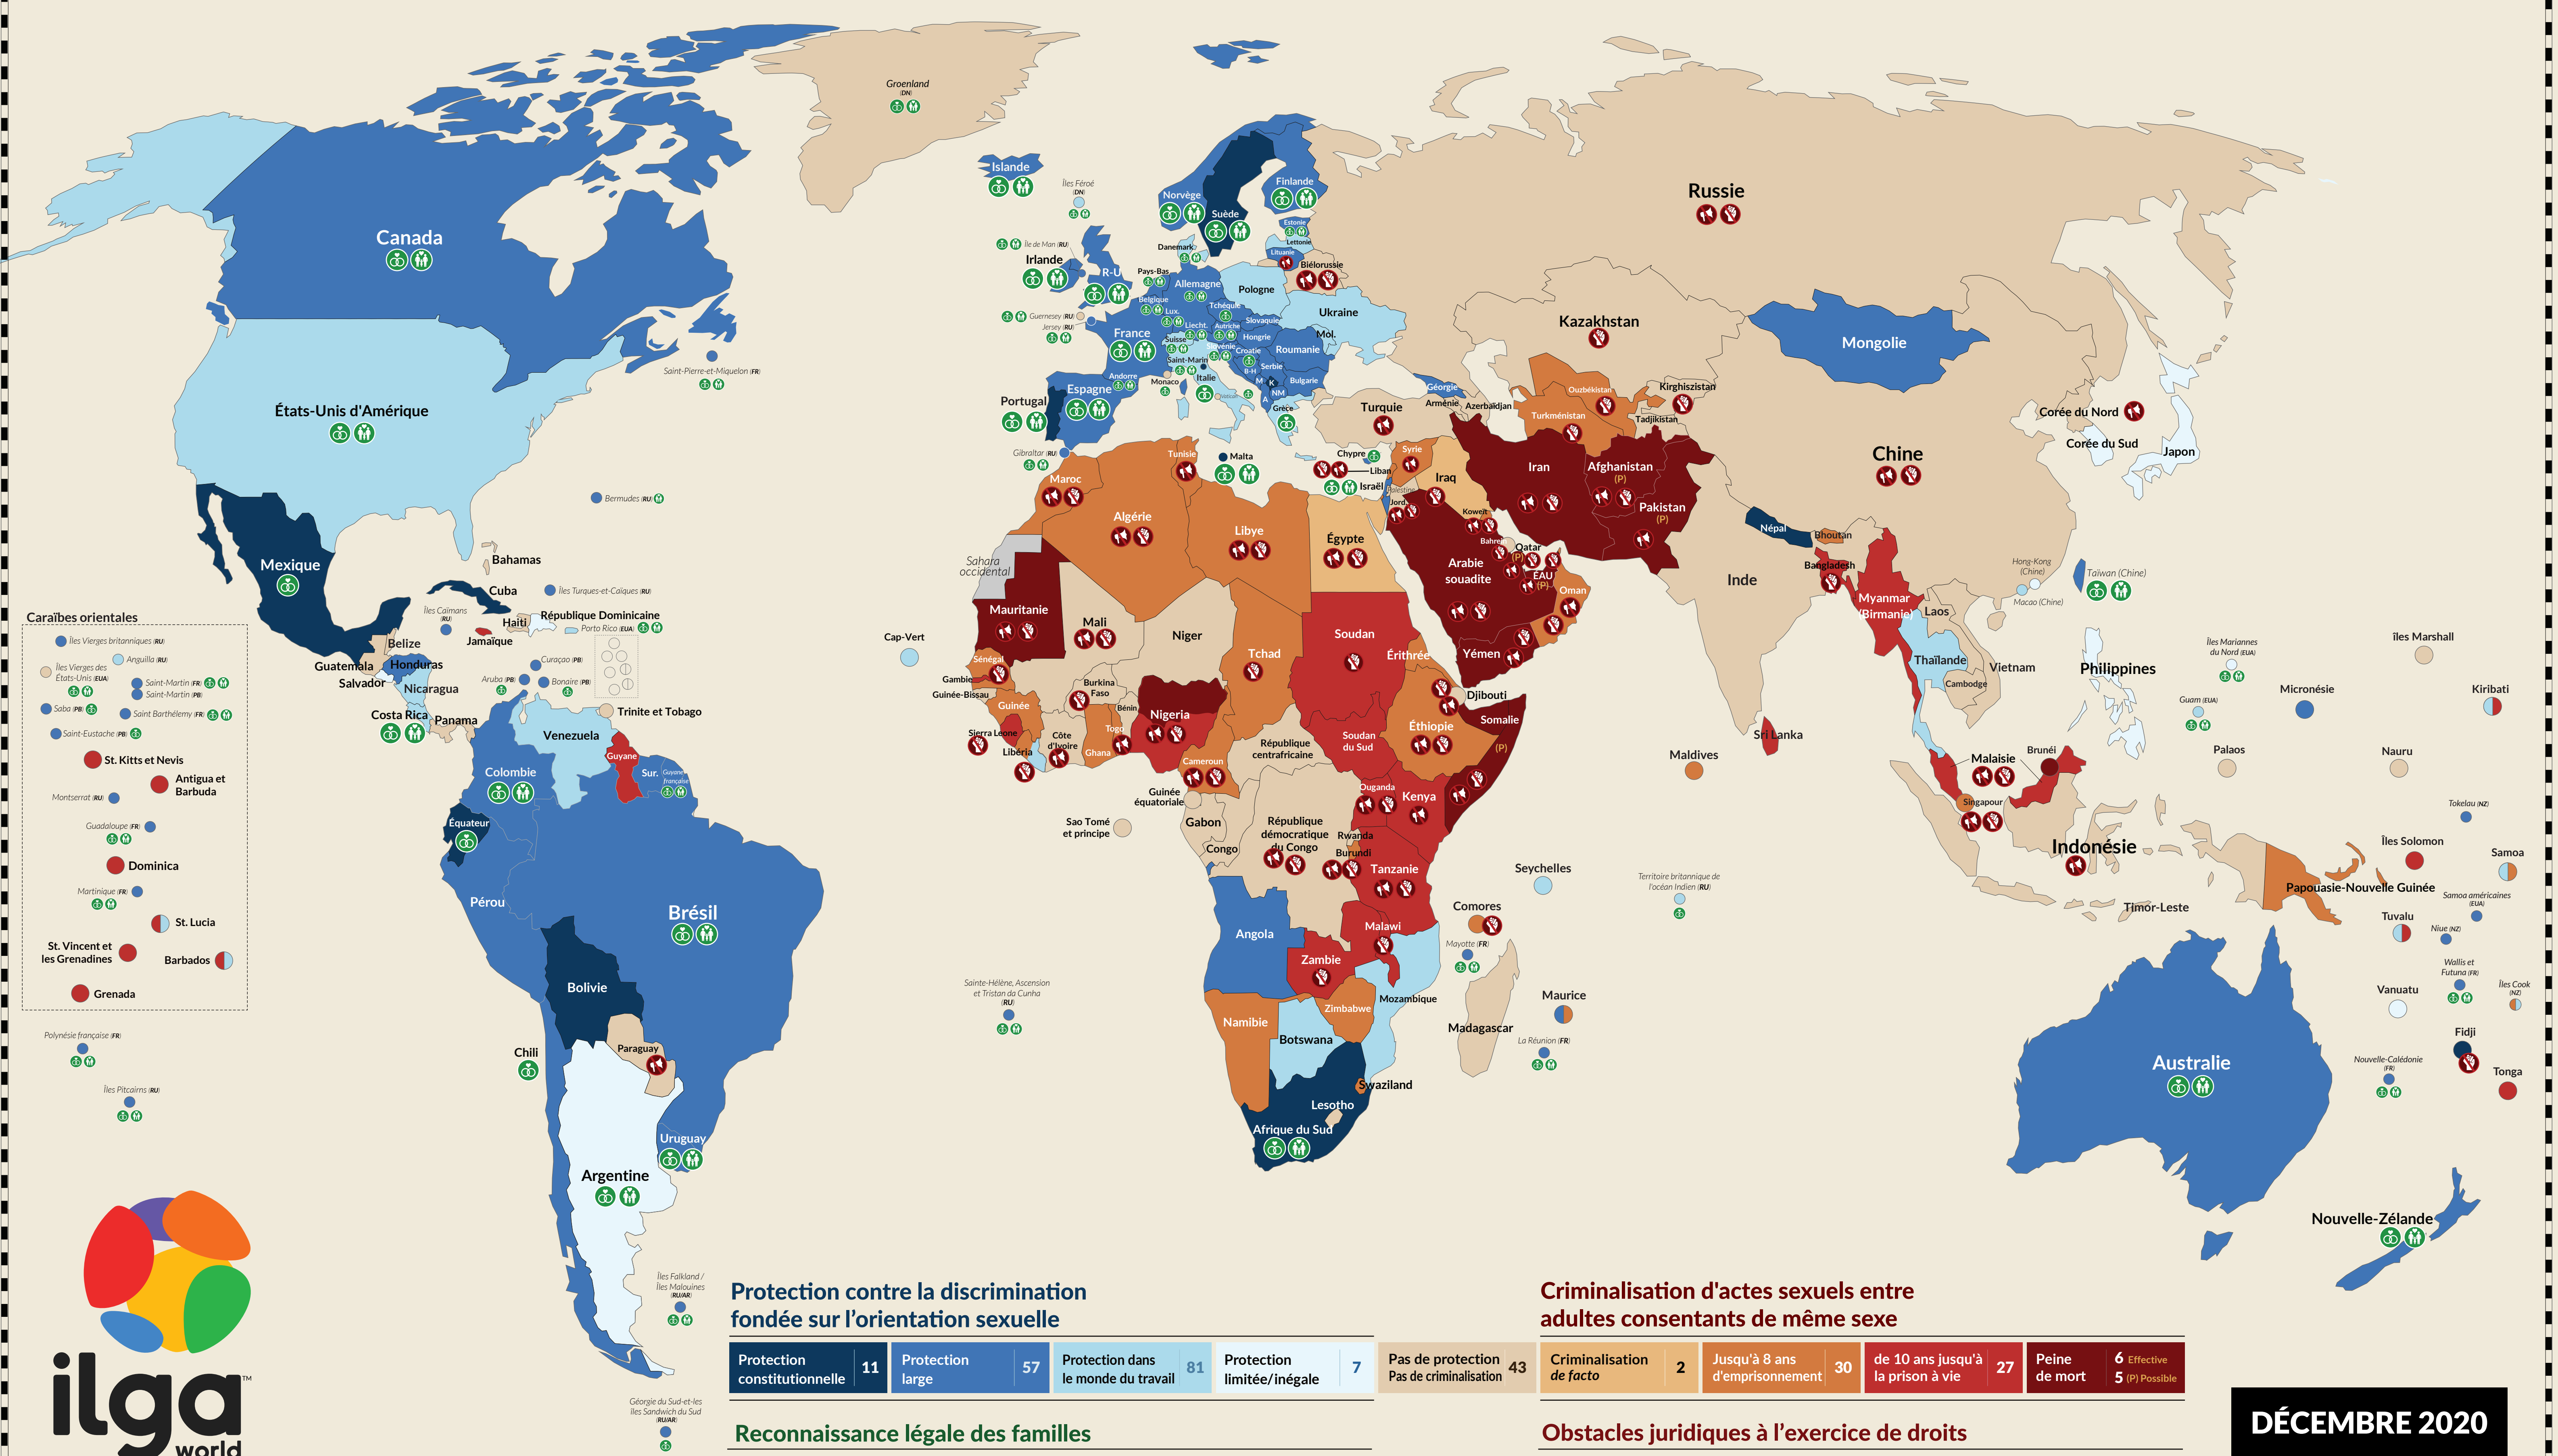 Groenland
(DN)
Islande
Îles Féroé
(DN)
Norvège
Suède
Finlande
Estonie
Lettonie
Lituanie
Danemark
Île de Man (RU)
Irlande
R-U
Pays-Bas
Biélorussie
Allemagne
Pologne
Belgique
Tchéquie
Lux.
Guernesey (RU)
Jersey (RU)
Ukraine
Liecht.
Autriche
Slovaquie
France
Suisse
Slovénie
Hongrie
Mol.
Croatie
Roumanie
Saint-Marin
Serbie
B-H
Andorre
Monaco
Italie
M
K
Bulgarie
Vatican
NM
A
Espagne
Portugal
Grèce
Gibraltar (RU)
Malta
Russie
Kazakhstan
Mongolie
Géorgie
Arménie
Azerbaïdjan
Ouzbékistan
Kirghizistan
Turkménistan
Tadjikistan
Turquie
Corée du Nord
Corée du Sud
Japon
Chine
Chypre
Syrie
Liban
Israël
Palestine
Jord.
Iraq
Iran
Afghanistan
(P)
Pakistan
(P)
Koweït
Bahreïn
Qatar
(P)
EAU
(P)
Arabie
souadite
Oman
Yémen
Népal
Bhoutan
Bangladesh
Inde
Myanmar
(Birmanie)
Laos
Hong-Kong
(Chine)
Macao (Chine)
Taïwan (Chine)
Thaïlande
Vietnam
Cambodge
Philippines
Sri Lanka
Maldives
Malaisie
Brunéi
Singapour
Indonésie
Timor-Leste
Papouasie-Nouvelle Guinée
Îles Mariannes
du Nord (EUA)
Guam (EUA)
Palaos
Micronésie
îles Marshall
Kiribati
Nauru
Tokelau (NZ)
Îles Solomon
Samoa
Samoa américaines
(EUA)
Tuvalu
Niue (NZ)
Wallis et
Futuna (FR)
Îles Cook
(NZ)
Vanuatu
Fidji
Nouvelle-Calédonie
(FR)
Tonga
Australie
Nouvelle-Zélande
Canada
Saint-Pierre-et-Miquelon (FR)
États-Unis d'Amérique
Bermudes (RU)
Mexique
Bahamas
Cuba
Îles Turques-et-Caïques (RU)
Îles Caïmans
(RU)
Haiti
République Dominicaine
Porto Rico (EUA)
Jamaïque
Belize
Guatemala
Honduras
Salvador
Nicaragua
Costa Rica
Panama
Curaçao (PB)
Aruba (PB)
Bonaire (PB)
Trinite et Tobago
Venezuela
Guyane
Sur.
Guyane
française
Colombie
Équateur
Pérou
Brésil
Bolivie
Paraguay
Chili
Uruguay
Argentine
Îles Falkland /
Îles Malouines
(RU/AR)
Géorgie du Sud-et-les
îles Sandwich du Sud
(RU/AR)
Caraïbes orientales
Îles Vierges britanniques (RU)
Anguilla (RU)
Îles Vierges des
États-Unis (EUA)
Saint-Martin (FR)
Saint-Martin (PB)
Saba (PB)
Saint Barthélemy (FR)
Saint-Eustache (PB)
St. Kitts et Nevis
Antigua et
Barbuda
Montserrat (RU)
Guadaloupe (FR)
Dominica
Martinique (FR)
St. Lucia
St. Vincent et
les Grenadines
Barbados
Grenada
Polynésie française (FR)
Îles Pitcairns (RU)
Maroc
Algérie
Tunisie
Libye
Égypte
Sahara
occidental
Mauritanie
Mali
Niger
Tchad
Soudan
Érithrée
Djibouti
Somalie
(P)
Éthiopie
Cap-Vert
Sénégal
Gambie
Guinée-Bissau
Guinée
Sierra Leone
Libéria
Côte
d'Ivoire
Burkina
Faso
Ghana
Togo
Bénin
Nigeria
Cameroun
République
centrafricaine
Soudan
du Sud
Guinée
équatoriale
Sao Tomé
et principe
Gabon
Congo
République
démocratique
du Congo
Ouganda
Kenya
Rwanda
Burundi
Tanzanie
Seychelles
Comores
Mayotte (FR)
Territoire britannique de
l'océan Indien (RU)
Angola
Zambie
Malawi
Mozambique
Zimbabwe
Namibie
Botswana
Swaziland
Lesotho
Afrique du Sud
Madagascar
Maurice
La Réunion (FR)
Sainte-Hélène, Ascension
et Tristan da Cunha
(RU)
ilga™
world
Protection contre la discrimination
fondée sur l'orientation sexuelle
Protection
constitutionnelle 11
Protection
large 57
Protection dans
le monde du travail 81
Protection
limitée/inégale 7
Pas de protection
Pas de criminalisation 43
Criminalisation d'actes sexuels entre
adultes consentants de même sexe
Criminalisation
de facto 2
Jusqu'à 8 ans
d'emprisonnement 30
de 10 ans jusqu'à
la prison à vie 27
Peine
de mort
6 Effective
5 (P) Possible
Reconnaissance légale des familles
Obstacles juridiques à l'exercice de droits
DÉCEMBRE 2020